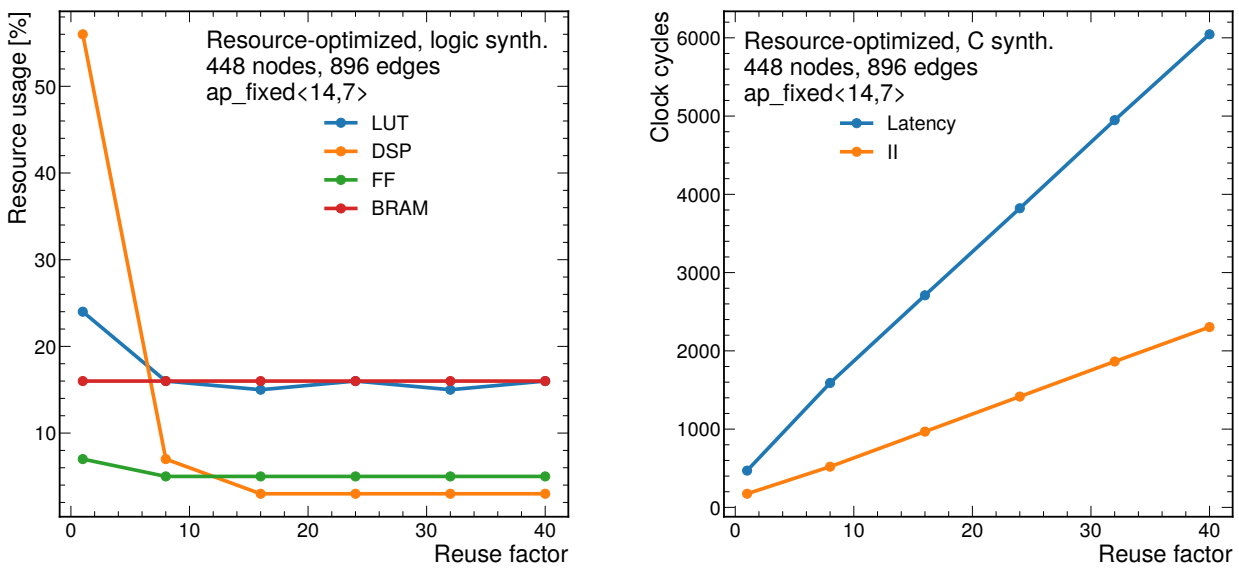 Resource usage [%]
Resource-optimized, logic synth.
448 nodes, 896 edges
ap_fixed<14,7>
LUT
DSP
FF
BRAM
50
40
30
20
10
0
10
20
30
40
Reuse factor
Clock cycles
Resource-optimized, C synth.
448 nodes, 896 edges
ap_fixed<14,7>
Latency
II
6000
5000
4000
3000
2000
1000
0
0
10
20
30
40
Reuse factor